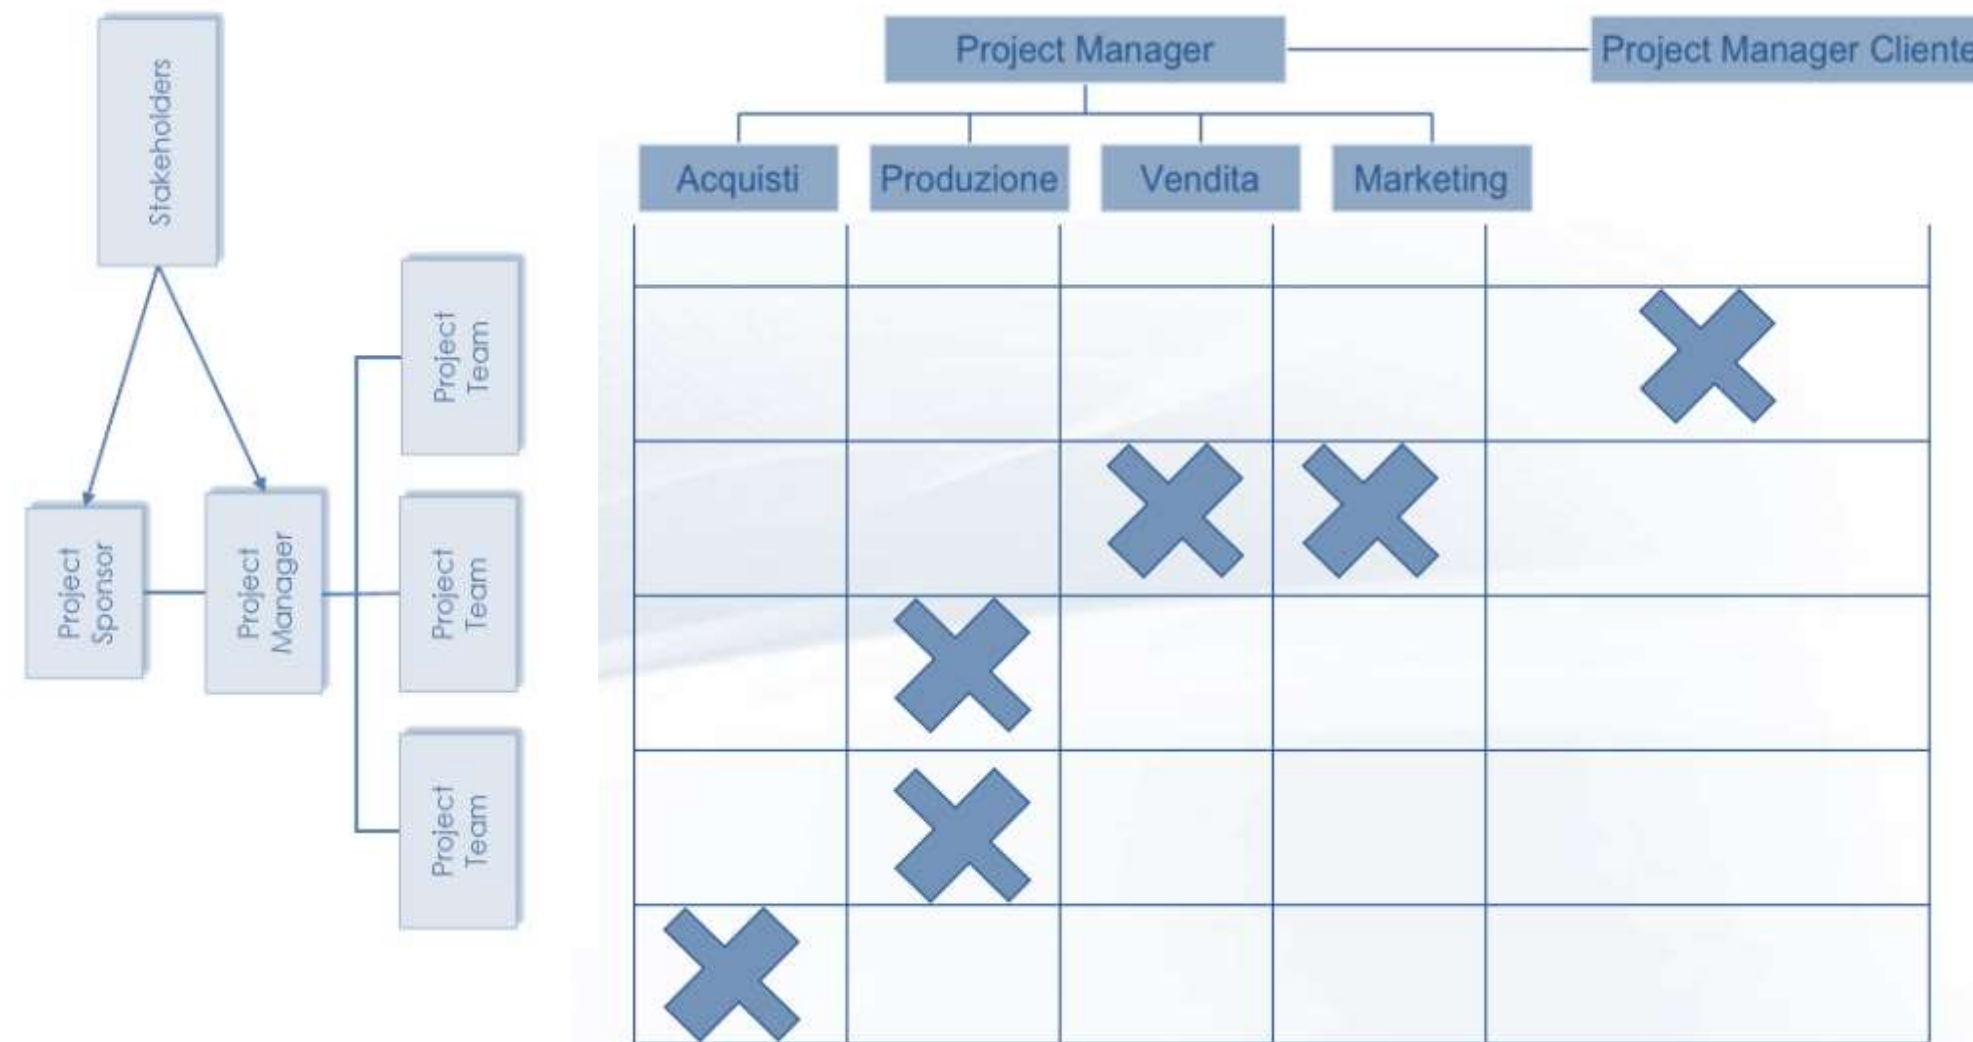 Stakeholders
Project
Sponsor
Project
Manager
Project
Team
Project
Team
Project
Team
Project Manager
Project Manager Cliente
Acquisti
Produzione
Vendita
Marketing